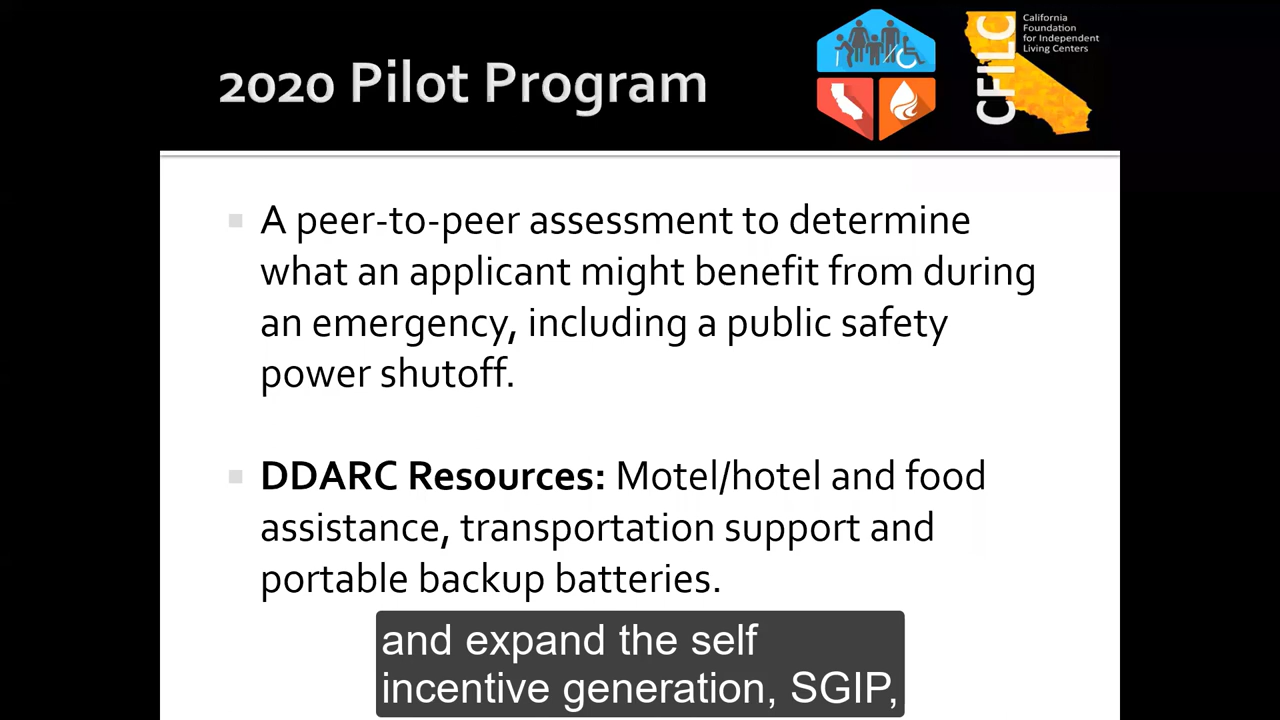 2020 Pilot Program
CFILC
California
Foundation
for Independent
Living Centers
A peer-to-peer assessment to determine
what an applicant might benefit from during
an emergency, including a public safety
power shutoff.
DDARC Resources: Motel/hotel and food
assistance, transportation support and
portable backup batteries.
and expand the self
incentive generation, SGIP,